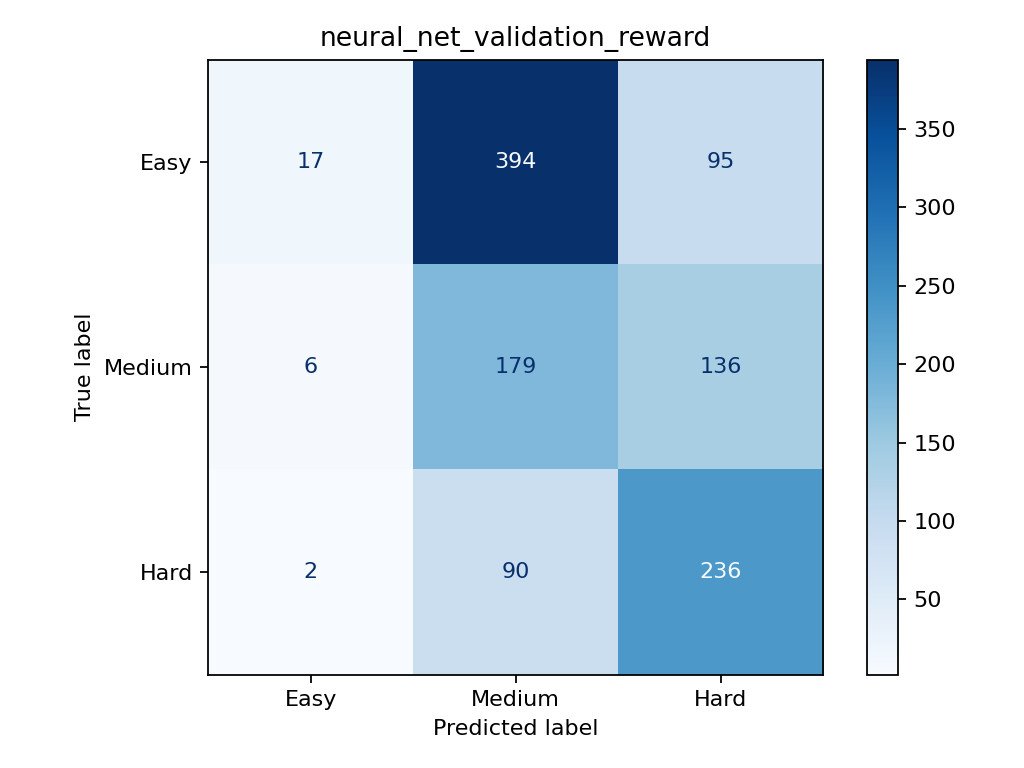 neural_net_validation_reward
Easy 17 394 95
Medium 6 179 136
Hard 2 90 236
Easy Medium Hard
Predicted label
True label
350
300
250
200
150
100
50